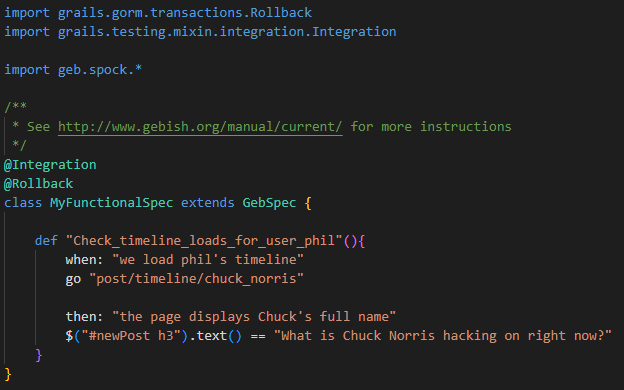 import grails.gorm.transactions.Rollback
import grails.testing.mixin.integration.Integration
import geb.spock.*
/**
 * See http://www.gebish.org/manual/current/ for more instructions
 */
@Integration
@Rollback
class MyFunctionalSpec extends GebSpec {
    def "Check_timeline_loads_for_user_phil"(){
        when: "we load phil's timeline"
        go "post/timeline/chuck_norris"
        then: "the page displays Chuck's full name"
        $("#newPost h3").text() == "What is Chuck Norris hacking on right now?"
    }
}